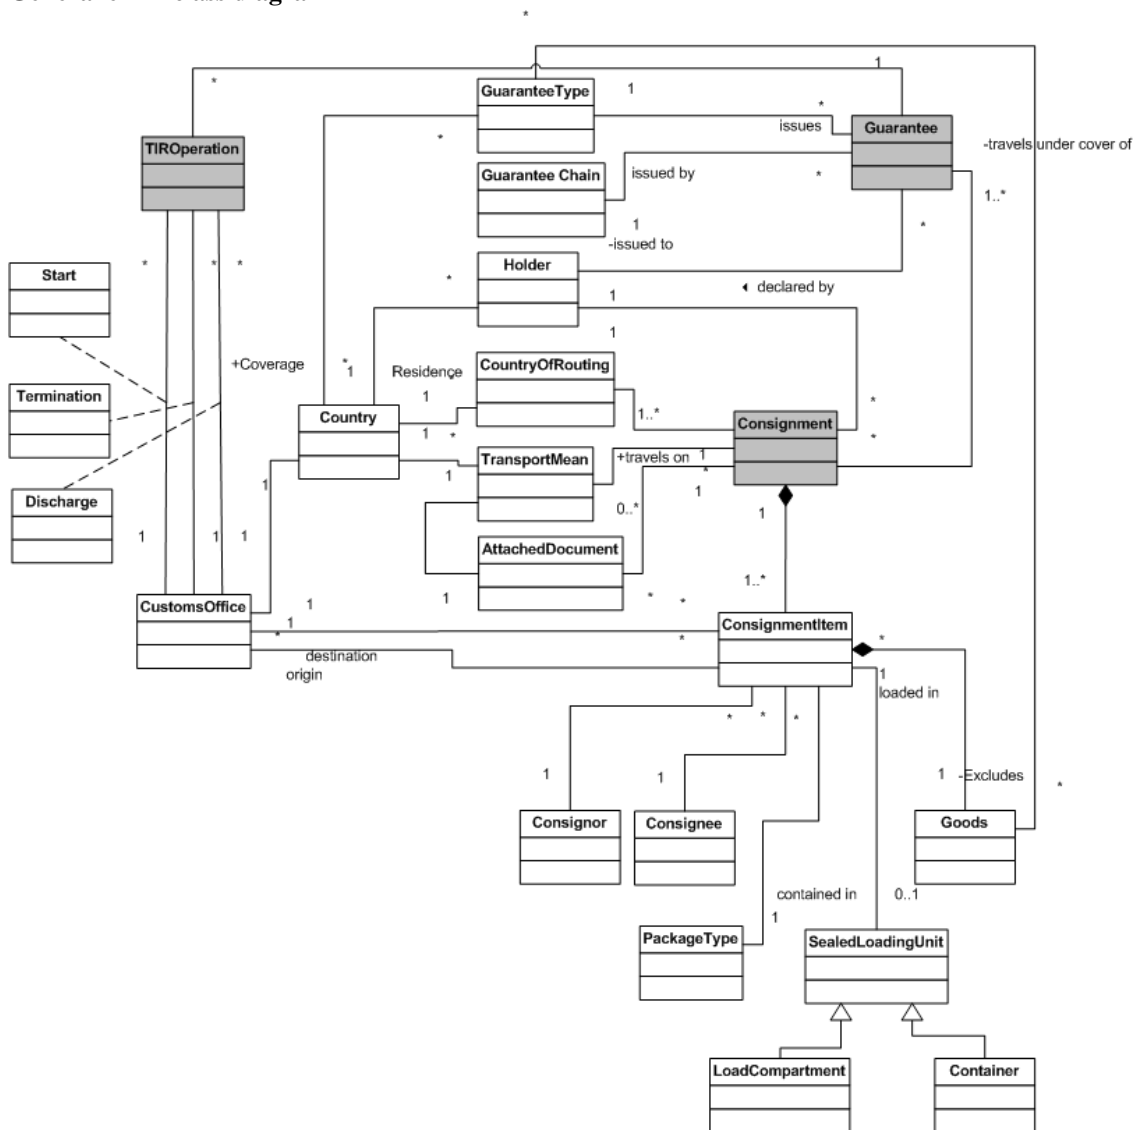 *
1
*
GuaranteeType
1
*
issues
Guarantee
*
TIROperation
-travels under cover of
Guarantee Chain
issued by
*
1..*
1
*
-issued to
*
*
*
Holder
Start
*
declared by
1
1
+Coverage
CountryOfRouting
*
1
Residence
*
Termination
1
1..*
*
Country
Consignment
1
*
*
TransportMean
+travels on
1
*
1
1
1
Discharge
0..*
1
1
1
1
AttachedDocument
1..*
1
*
*
CustomsOffice
1
1
ConsignmentItem
*
*
*
destination
origin
1
loaded in
*
*
*
1
1
1
-Excludes
*
Consignor
Consignee
Goods
contained in
0..1
1
PackageType
SealedLoadingUnit
LoadCompartment
Container